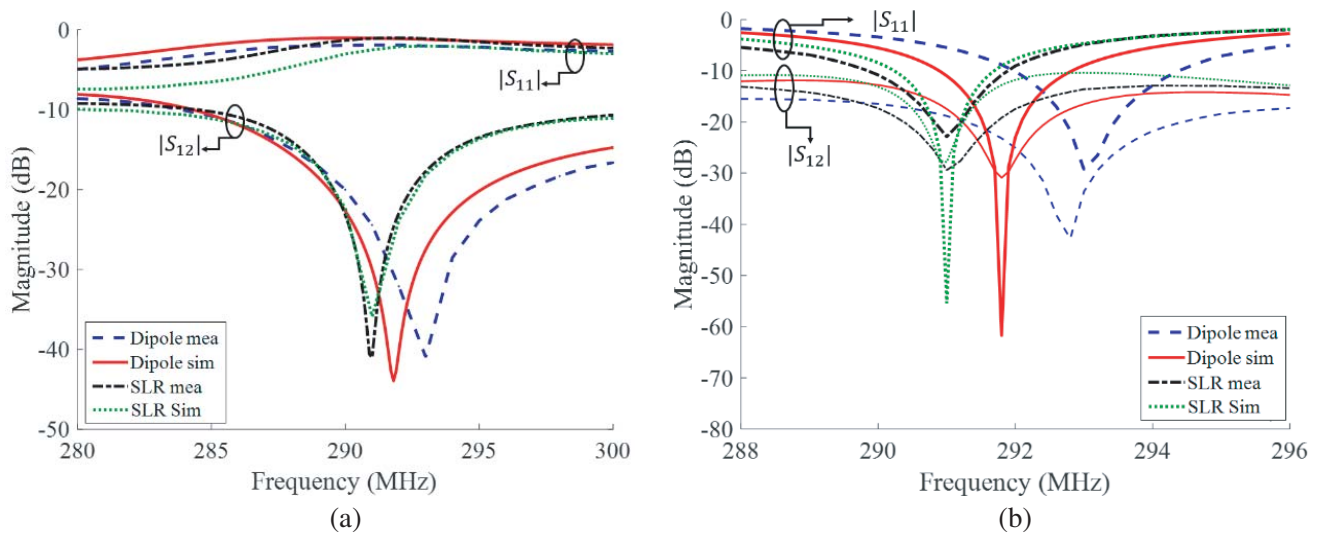 0
-10
-20
-30
-40
-50
Magnitude (dB)
|S11|
|S12|
Dipole mea
Dipole sim
SLR mea
SLR Sim
280 285 290 295 300
Frequency (MHz)
(a)
0
-10
-20
-30
-40
-50
-60
-70
-80
Magnitude (dB)
|S11|
|S12|
Dipole mea
Dipole sim
SLR mea
SLR Sim
288 290 292 294 296
Frequency (MHz)
(b)